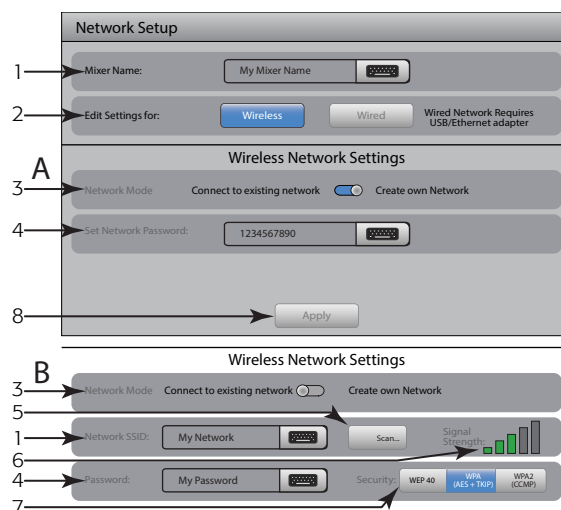 Network Setup
1 Mixer Name: My Mixer Name
2 Edit Settings for: Wireless Wired Wired Network Requires
USB/Ethernet adapter
A Wireless Network Settings
3 Network Mode Connect to existing network Create own Network
4 Set Network Password: 1234567890
8 Apply
B Wireless Network Settings
3 Network Mode Connect to existing network Create own Network
5
1 Network SSID: My Network Scan... Signal
Strength:
6
4 Password: My Password Security: WEP 40 WPA
(AES + TKIP) WPA2
(CCMP)
7